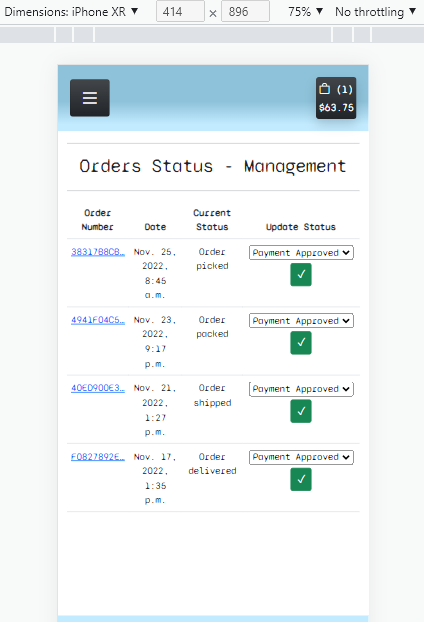 Dimensions: iPhone XR ▼ 414 × 896 75% ▼ No throttling ▼
(1)
$63.75
Orders Status - Management
Order Number Date Current Status Update Status
38317B8CB… Nov. 25, 2022, 8:45 a.m. Order picked Payment Approved ✓
4941F04C5… Nov. 23, 2022, 9:17 p.m. Order packed Payment Approved ✓
40ED900E3… Nov. 21, 2022, 1:27 p.m. Order shipped Payment Approved ✓
F0827892E… Nov. 17, 2022, 1:35 p.m. Order delivered Payment Approved ✓